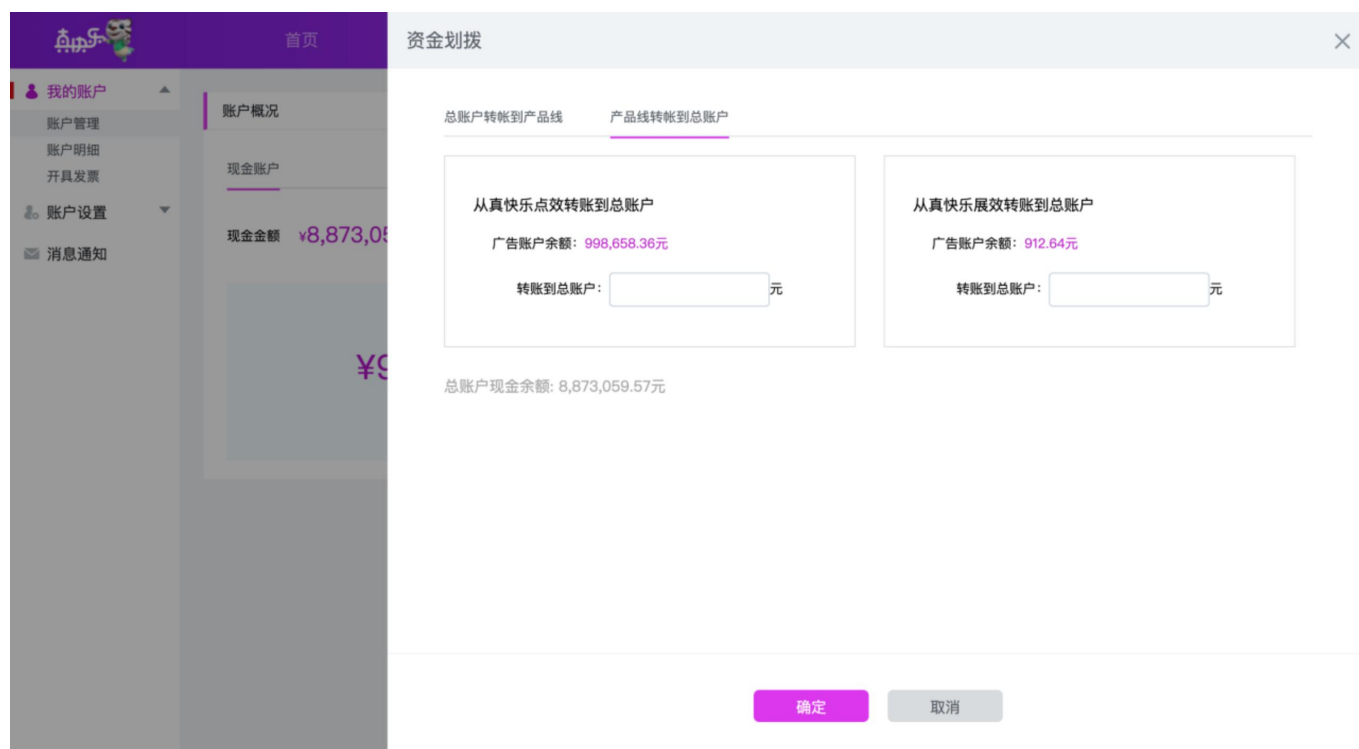 真快乐
首页
资金划拨
我的账户
账户管理
账户明细
开具发票
账户设置
消息通知
账户概况
现金账户
现金金额 ¥8,873,05
¥9
总账户转帐到产品线 产品线转帐到总账户
从真快乐点效转账到总账户
广告账户余额：998,658.36元
转账到总账户： 元
从真快乐展效转账到总账户
广告账户余额：912.64元
转账到总账户： 元
总账户现金余额: 8,873,059.57元
确定 取消